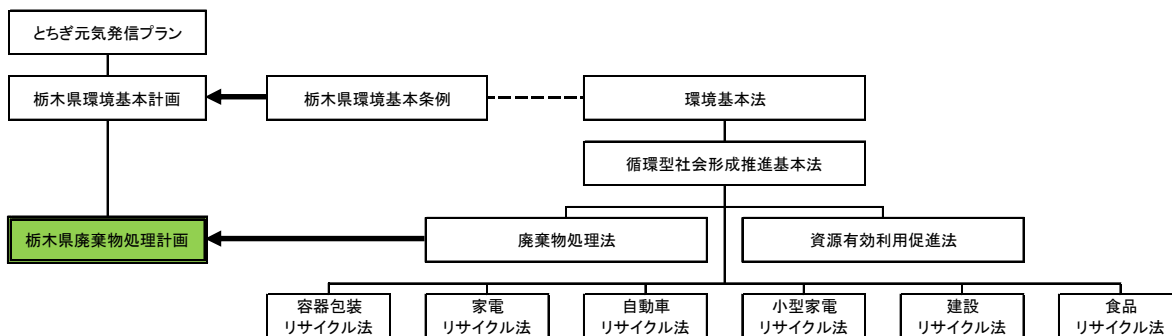 とちぎ元気発信プラン
栃木県環境基本計画
栃木県環境基本条例
環境基本法
循環型社会形成推進基本法
栃木県廃棄物処理計画
廃棄物処理法
資源有効利用促進法
容器包装
リサイクル法
家電
リサイクル法
自動車
リサイクル法
小型家電
リサイクル法
建設
リサイクル法
食品
リサイクル法